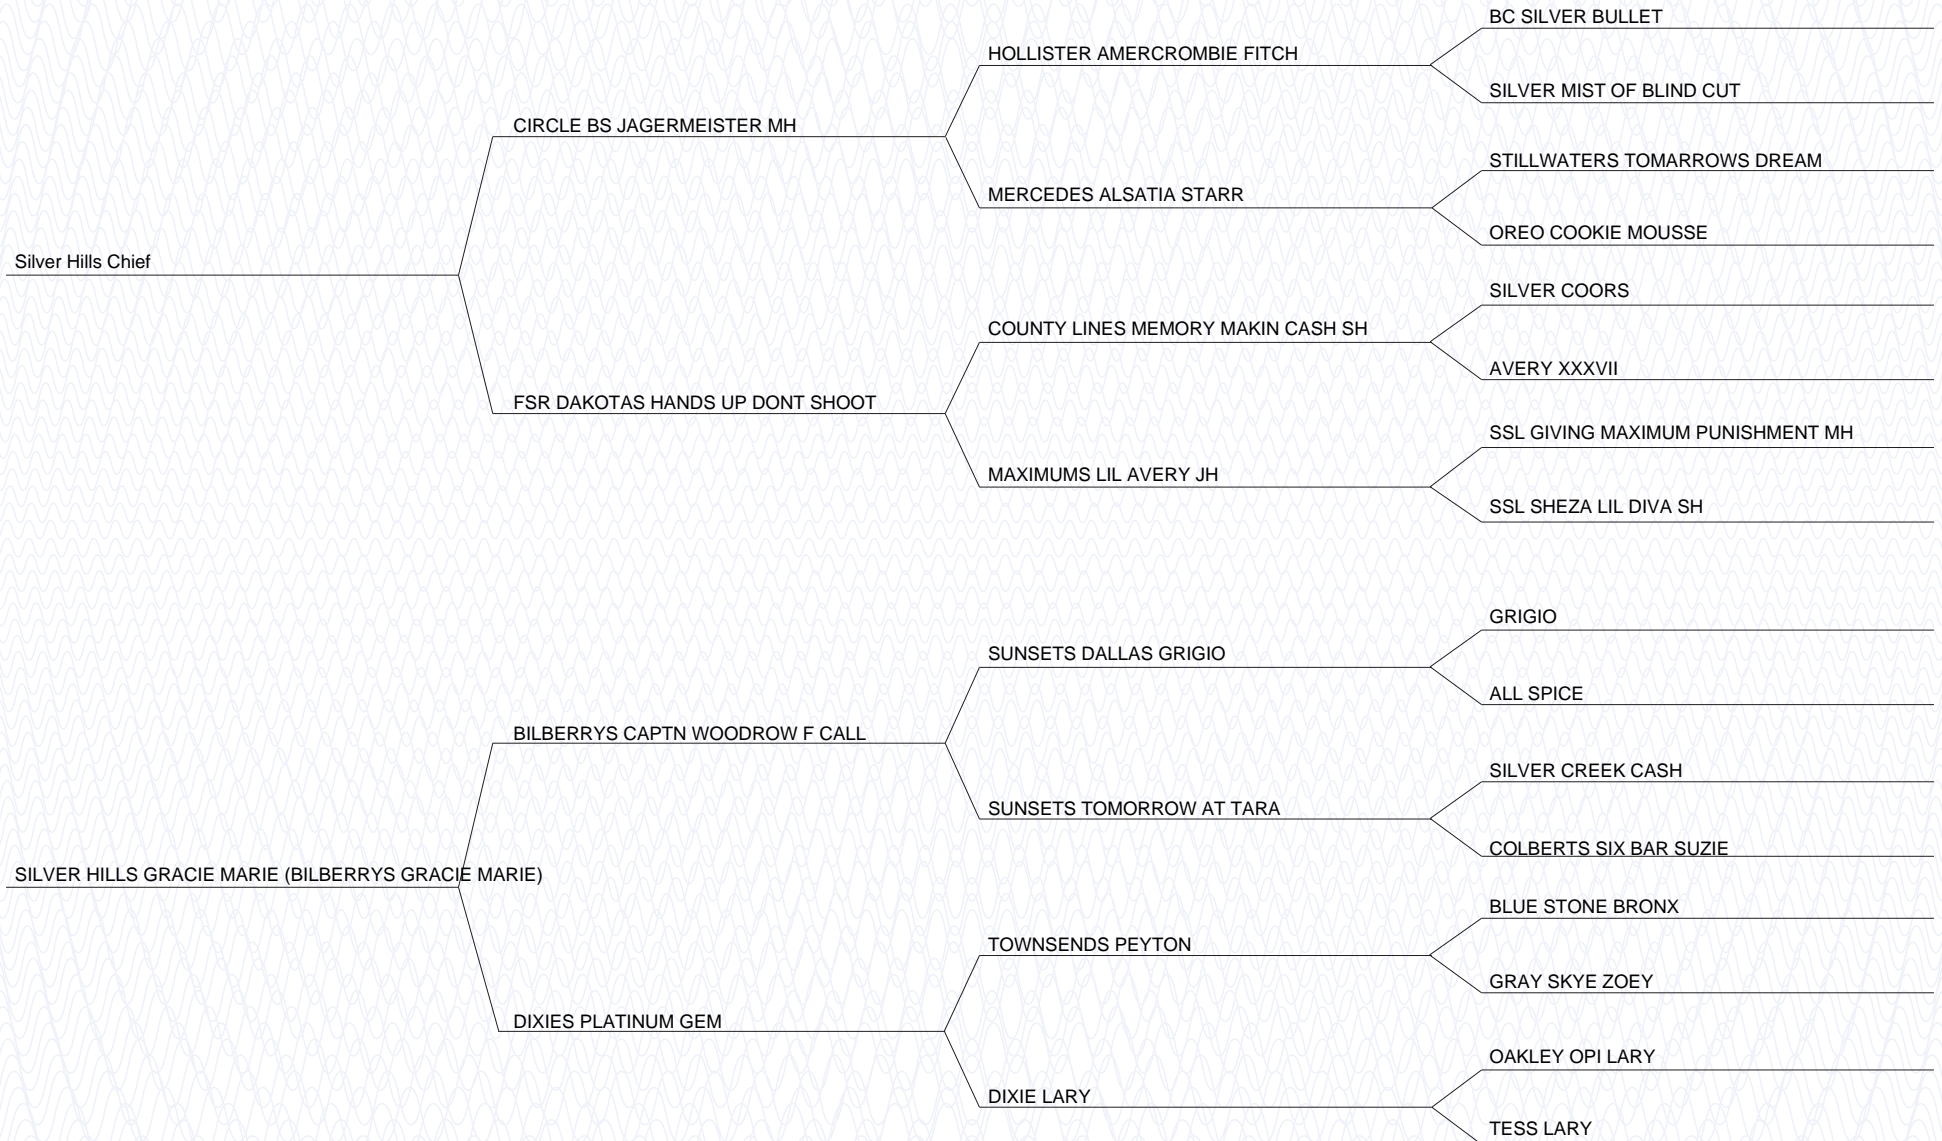 BC SILVER BULLET
HOLLISTER AMERCROMBIE FITCH
SILVER MIST OF BLIND CUT
CIRCLE BS JAGERMEISTER MH
STILLWATERS TOMARROWS DREAM
MERCEDES ALSATIA STARR
OREO COOKIE MOUSSE
Silver Hills Chief
SILVER COORS
COUNTY LINES MEMORY MAKIN CASH SH
AVERY XXXVII
FSR DAKOTAS HANDS UP DONT SHOOT
SSL GIVING MAXIMUM PUNISHMENT MH
MAXIMUMS LIL AVERY JH
SSL SHEZA LIL DIVA SH
GRIGIO
SUNSETS DALLAS GRIGIO
ALL SPICE
BILBERRYS CAPTN WOODROW F CALL
SILVER CREEK CASH
SUNSETS TOMORROW AT TARA
COLBERTS SIX BAR SUZIE
SILVER HILLS GRACIE MARIE (BILBERRYS GRACIE MARIE)
BLUE STONE BRONX
TOWNSENDS PEYTON
GRAY SKYE ZOEY
DIXIES PLATINUM GEM
OAKLEY OPI LARY
DIXIE LARY
TESS LARY